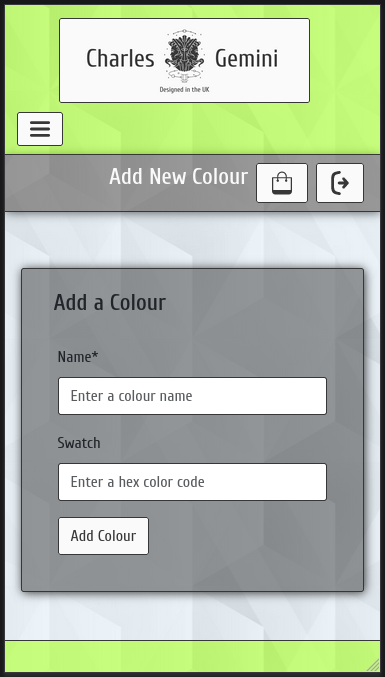 Charles Gemini
Designed in the UK
Add New Colour
Add a Colour
Name*
Enter a colour name
Swatch
Enter a hex color code
Add Colour